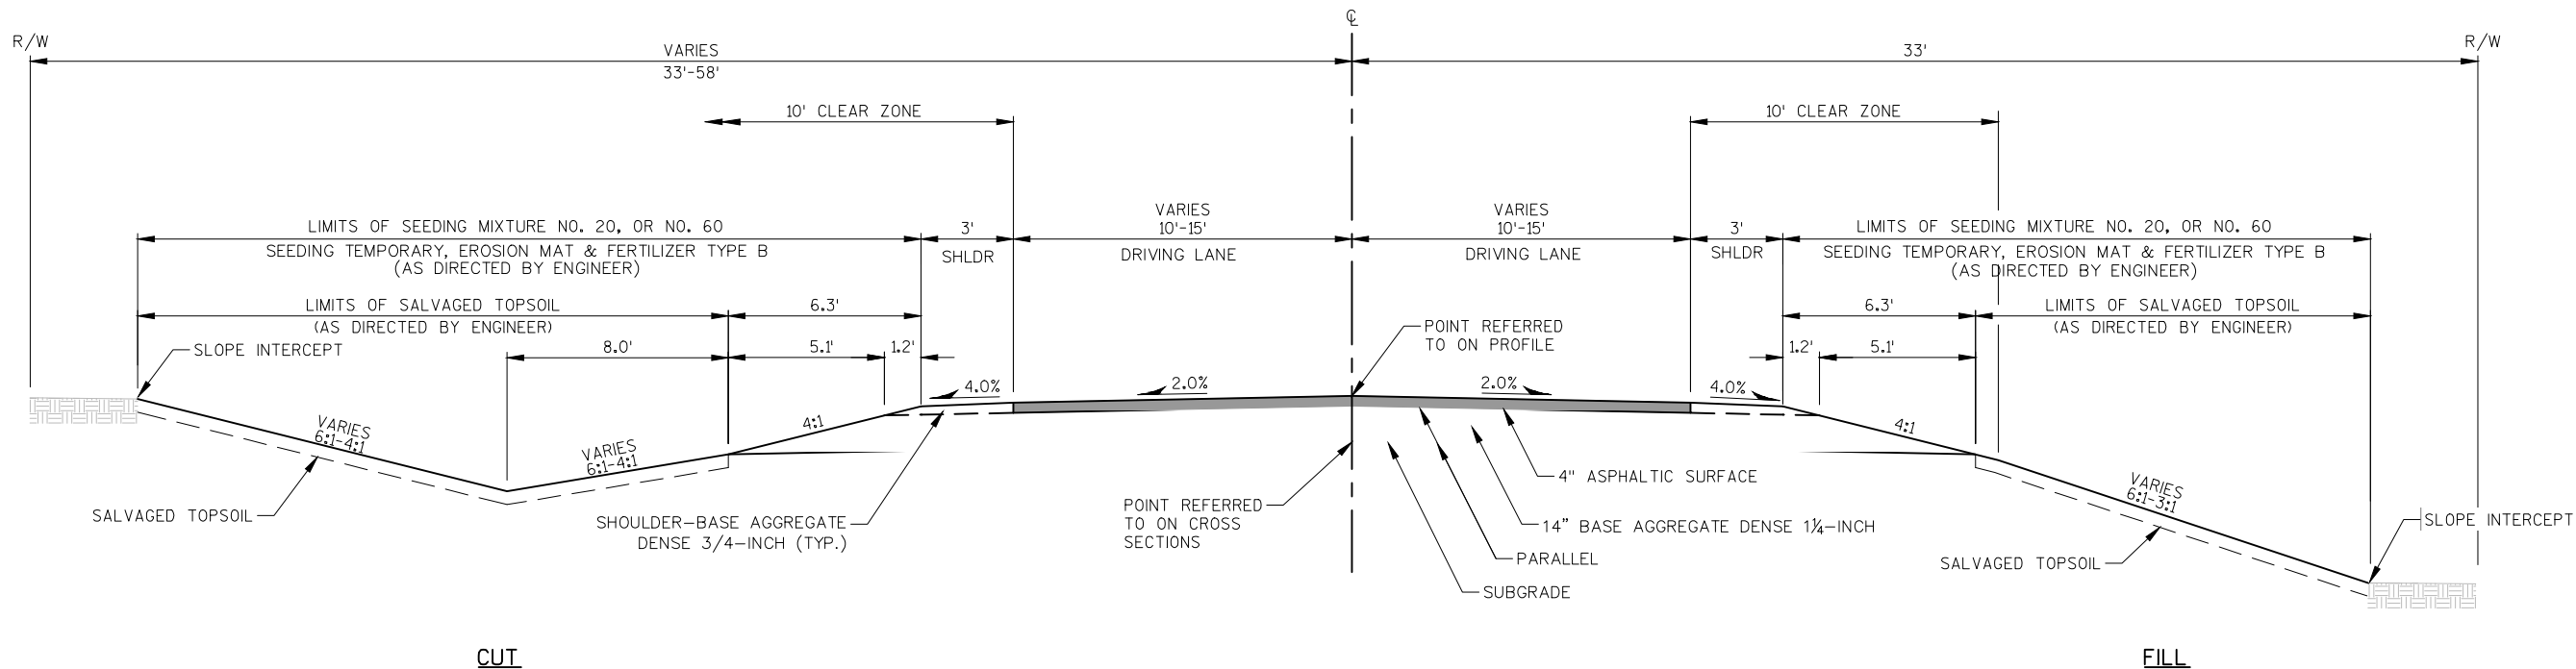 ℄
R/W
VARIES
33'-58'
33'
R/W
10' CLEAR ZONE
10' CLEAR ZONE
LIMITS OF SEEDING MIXTURE NO. 20, OR NO. 60
SEEDING TEMPORARY, EROSION MAT & FERTILIZER TYPE B
(AS DIRECTED BY ENGINEER)
3'
SHLDR
VARIES
10'-15'
DRIVING LANE
VARIES
10'-15'
DRIVING LANE
3'
SHLDR
LIMITS OF SEEDING MIXTURE NO. 20, OR NO. 60
SEEDING TEMPORARY, EROSION MAT & FERTILIZER TYPE B
(AS DIRECTED BY ENGINEER)
LIMITS OF SALVAGED TOPSOIL
(AS DIRECTED BY ENGINEER)
6.3'
6.3'
LIMITS OF SALVAGED TOPSOIL
(AS DIRECTED BY ENGINEER)
SLOPE INTERCEPT
8.0'
5.1'
1.2'
POINT REFERRED
TO ON PROFILE
1.2'
5.1'
4.0%
2.0%
2.0%
4.0%
VARIES
6:1-4:1
VARIES
6:1-4:1
4:1
4:1
VARIES
6:1-3:1
SALVAGED TOPSOIL
SHOULDER-BASE AGGREGATE
DENSE 3/4-INCH (TYP.)
POINT REFERRED
TO ON CROSS
SECTIONS
4" ASPHALTIC SURFACE
14" BASE AGGREGATE DENSE 1¼-INCH
PARALLEL
SUBGRADE
SALVAGED TOPSOIL
SLOPE INTERCEPT
CUT
FILL